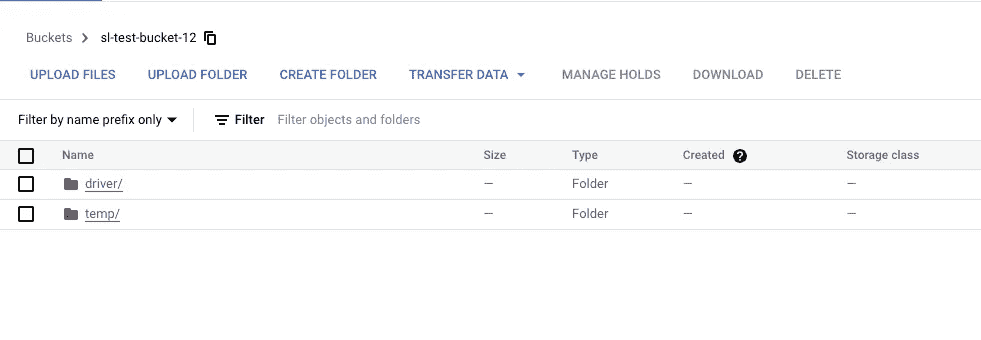 Buckets > sl-test-bucket-12
UPLOAD FILES UPLOAD FOLDER CREATE FOLDER TRANSFER DATA MANAGE HOLDS DOWNLOAD DELETE
Filter by name prefix only Filter Filter objects and folders
Name Size Type Created ? Storage class
driver/ — Folder — —
temp/ — Folder — —